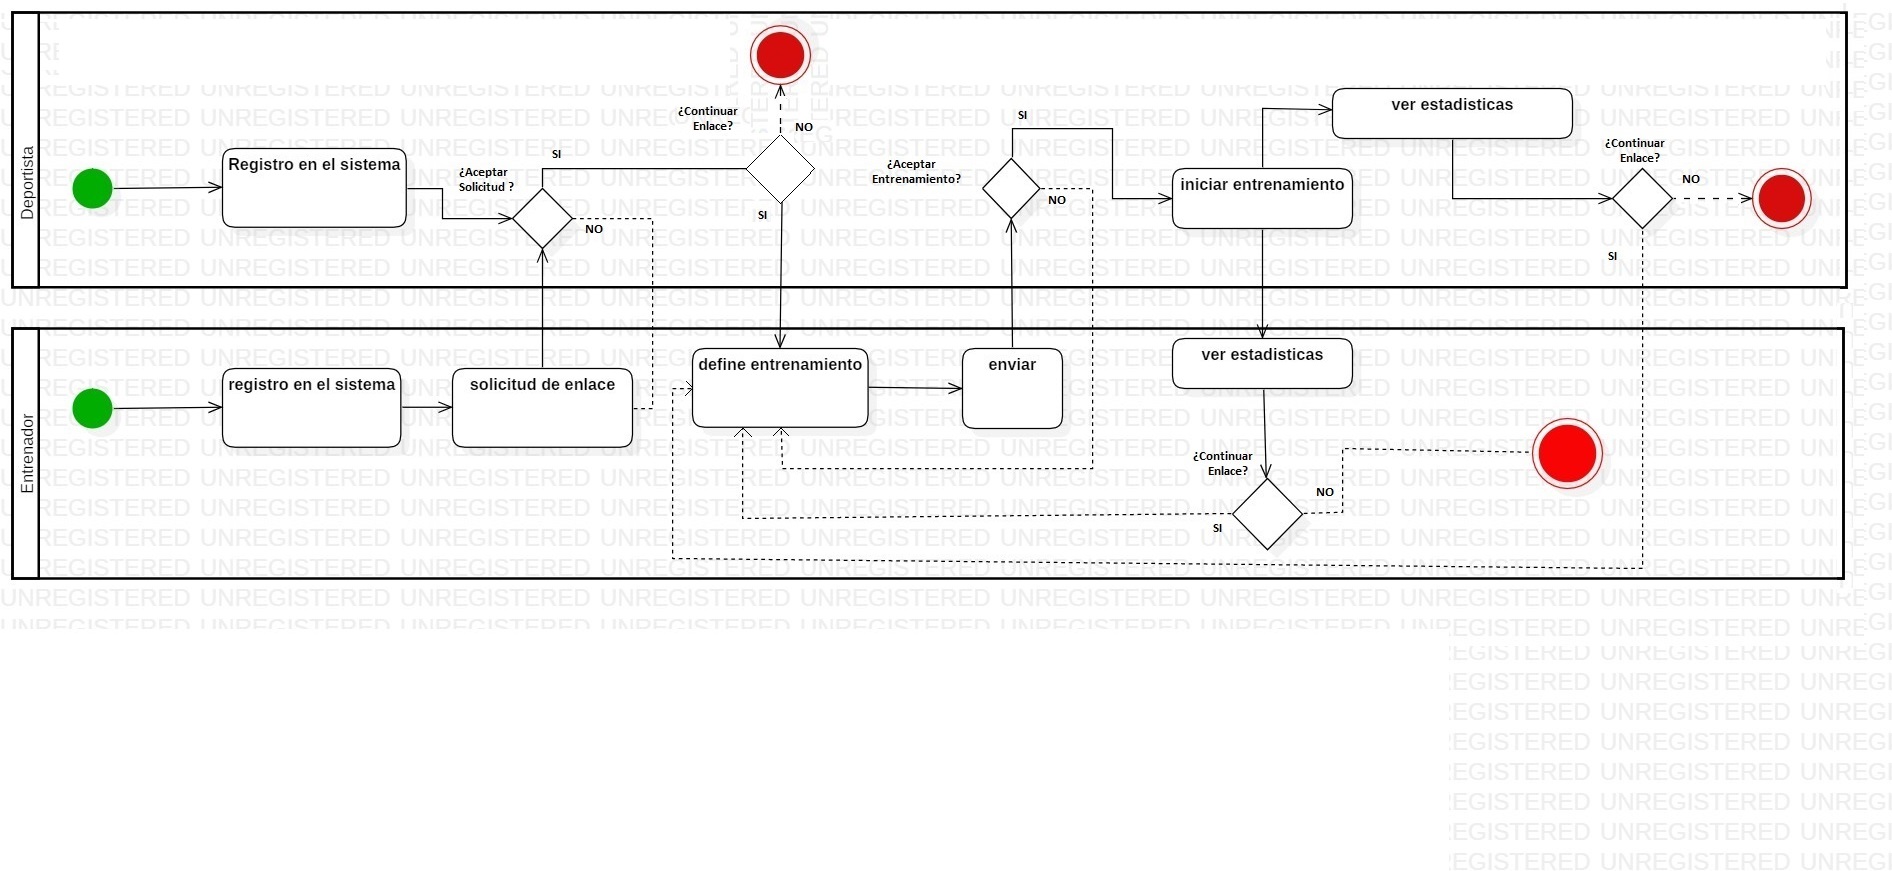 Deportista
Registro en el sistema
¿Aceptar
Solicitud ?
SI
NO
¿Continuar
Enlace?
NO
SI
¿Aceptar
Entrenamiento?
SI
NO
iniciar entrenamiento
ver estadisticas
¿Continuar
Enlace?
NO
SI
Entrenador
registro en el sistema
solicitud de enlace
define entrenamiento
enviar
ver estadisticas
¿Continuar
Enlace?
NO
SI
UNREGISTERED UNREGISTERED UNREGISTERED UNREGISTERED UNREGISTERED UNREGISTERED UNREGISTERED UNREGISTERED UNREGISTERED